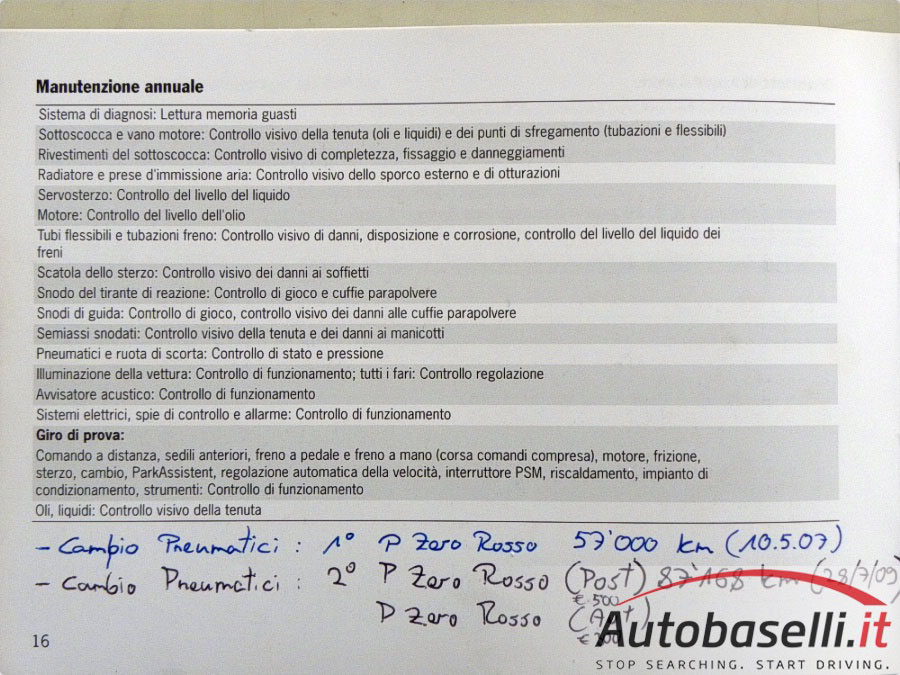 Manutenzione annuale
Sistema di diagnosi: Lettura memoria guasti
Sottoscocca e vano motore: Controllo visivo della tenuta (oli e liquidi) e dei punti di sfregamento (tubazioni e flessibili)
Rivestimenti del sottoscocca: Controllo visivo di completezza, fissaggio e danneggiamenti
Radiatore e prese d'immissione aria: Controllo visivo dello sporco esterno e di otturazioni
Servosterzo: Controllo del livello del liquido
Motore: Controllo del livello dell'olio
Tubi flessibili e tubazioni freno: Controllo visivo di danni, disposizione e corrosione, controllo del livello del liquido dei
freni
Scatola dello sterzo: Controllo visivo dei danni ai soffietti
Snodo del tirante di reazione: Controllo di gioco e cuffie parapolvere
Snodi di guida: Controllo di gioco, controllo visivo dei danni alle cuffie parapolvere
Semiassi snodati: Controllo visivo della tenuta e dei danni ai manicotti
Pneumatici e ruota di scorta: Controllo di stato e pressione
Illuminazione della vettura: Controllo di funzionamento; tutti i fari: Controllo regolazione
Avvisatore acustico: Controllo di funzionamento
Sistemi elettrici, spie di controllo e allarme: Controllo di funzionamento
Giro di prova:
Comando a distanza, sedili anteriori, freno a pedale e freno a mano (corsa comandi compresa), motore, frizione,
sterzo, cambio, ParkAssistent, regolazione automatica della velocità, interruttore PSM, riscaldamento, impianto di
condizionamento, strumenti: Controllo di funzionamento
Oli, liquidi: Controllo visivo della tenuta
- Cambio Pneumatici : 1° P Zero Rosso 57'000 km (10.5.07)
- Cambio Pneumatici : 2° P Zero Rosso (Post) 87'168 km (28/7/09)
€ 500
P Zero Rosso
16
Autobaselli.it
STOP SEARCHING. START DRIVING.